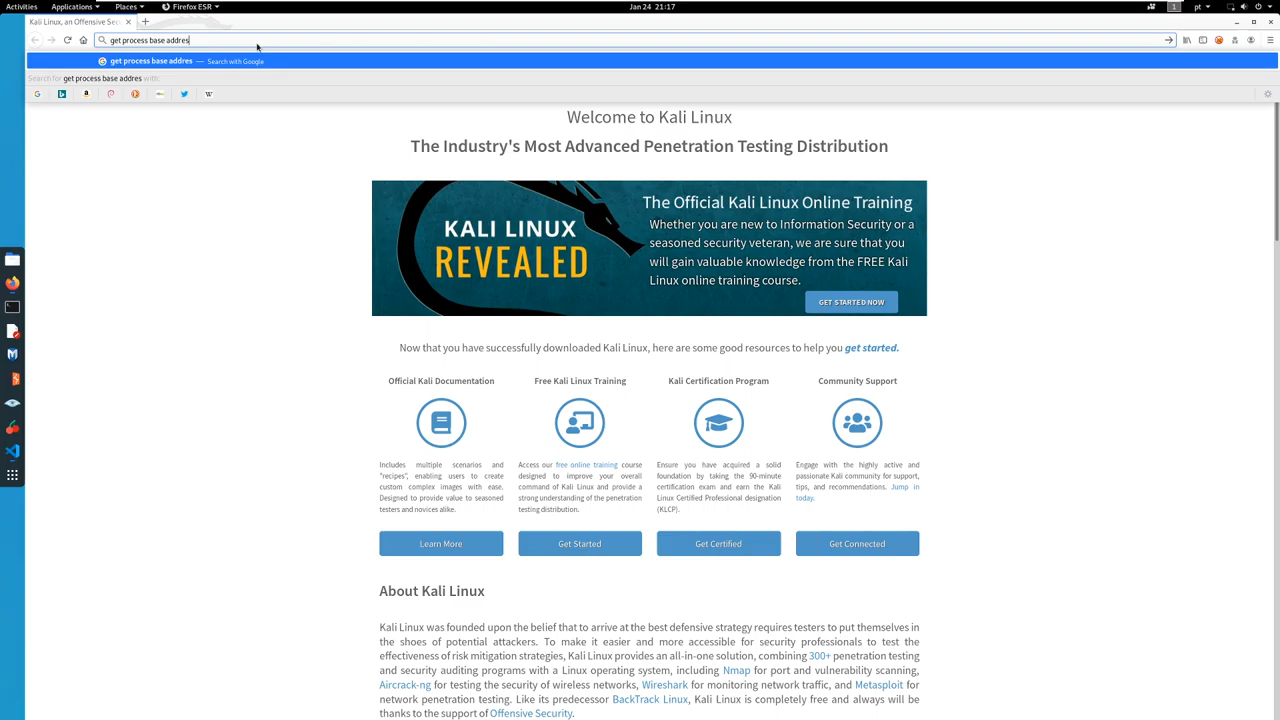 Activities
Applications
Places
Firefox ESR
Jan 24 21:17
1
pt
Kali Linux, an Offensive Sec
get process base addres
get process base addres — Search with Google
Search for get process base addres with:
Welcome to Kali Linux
The Industry's Most Advanced Penetration Testing Distribution
KALI LINUX
REVEALED
The Official Kali Linux Online Training
Whether you are new to Information Security or a
seasoned security veteran, we are sure that you
will gain valuable knowledge from the FREE Kali
Linux online training course.
GET STARTED NOW
Now that you have successfully downloaded Kali Linux, here are some good resources to help you get started.
Official Kali Documentation
Includes multiple scenarios and
"recipes", enabling users to create
custom complex images with ease.
Designed to provide value to seasoned
testers and novices alike.
Learn More
Free Kali Linux Training
Access our free online training course
designed to improve your overall
command of Kali Linux and provide a
strong understanding of the penetration
testing distribution.
Get Started
Kali Certification Program
Ensure you have acquired a solid
foundation by taking the 90-minute
certification exam and earn the Kali
Linux Certified Professional designation
(KLCP).
Get Certified
Community Support
Engage with the highly active and
passionate Kali community for support,
tips, and recommendations. Jump in
today.
Get Connected
About Kali Linux
Kali Linux was founded upon the belief that to arrive at the best defensive strategy requires testers to put themselves in
the shoes of potential attackers. To make it easier and more accessible for security professionals to test the
effectiveness of risk mitigation strategies, Kali Linux provides an all-in-one solution, combining 300+ penetration testing
and security auditing programs with a Linux operating system, including Nmap for port and vulnerability scanning,
Aircrack-ng for testing the security of wireless networks, Wireshark for monitoring network traffic, and Metasploit for
network penetration testing. Like its predecessor BackTrack Linux, Kali Linux is completely free and always will be
thanks to the support of Offensive Security.